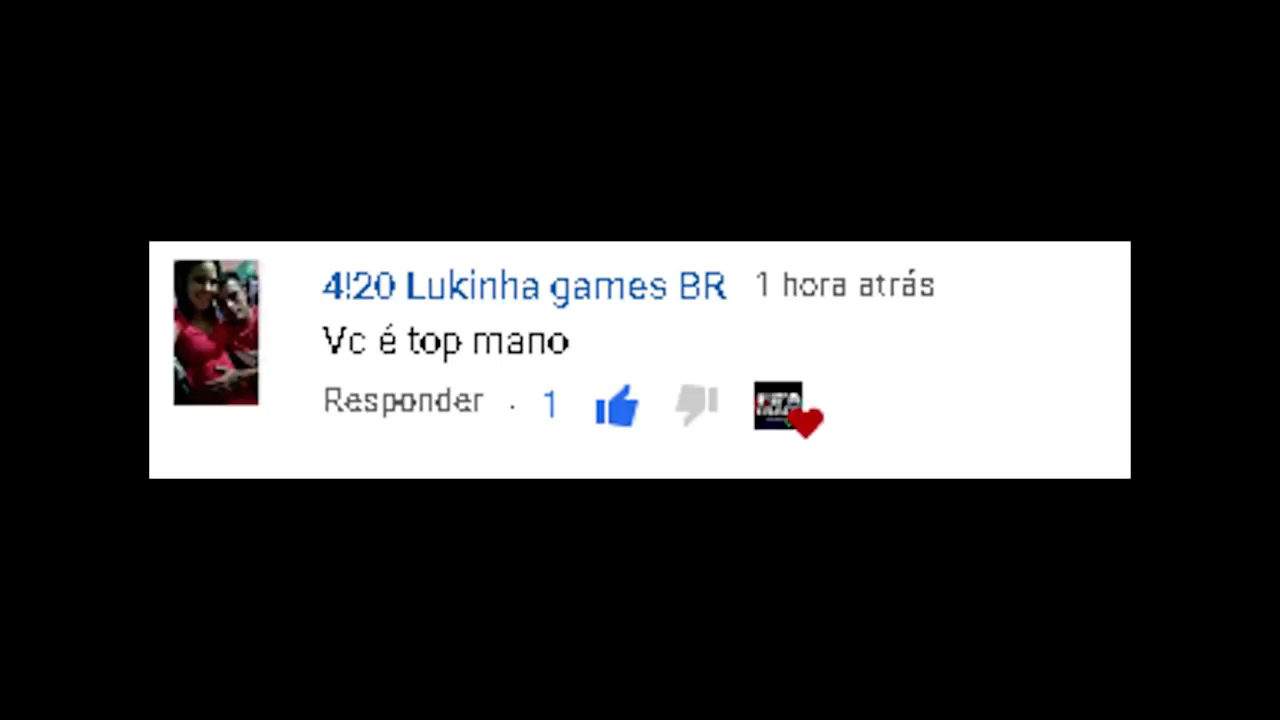 4!20 Lukinha games BR 1 hora atrás
Vc é top mano
Responder · 1